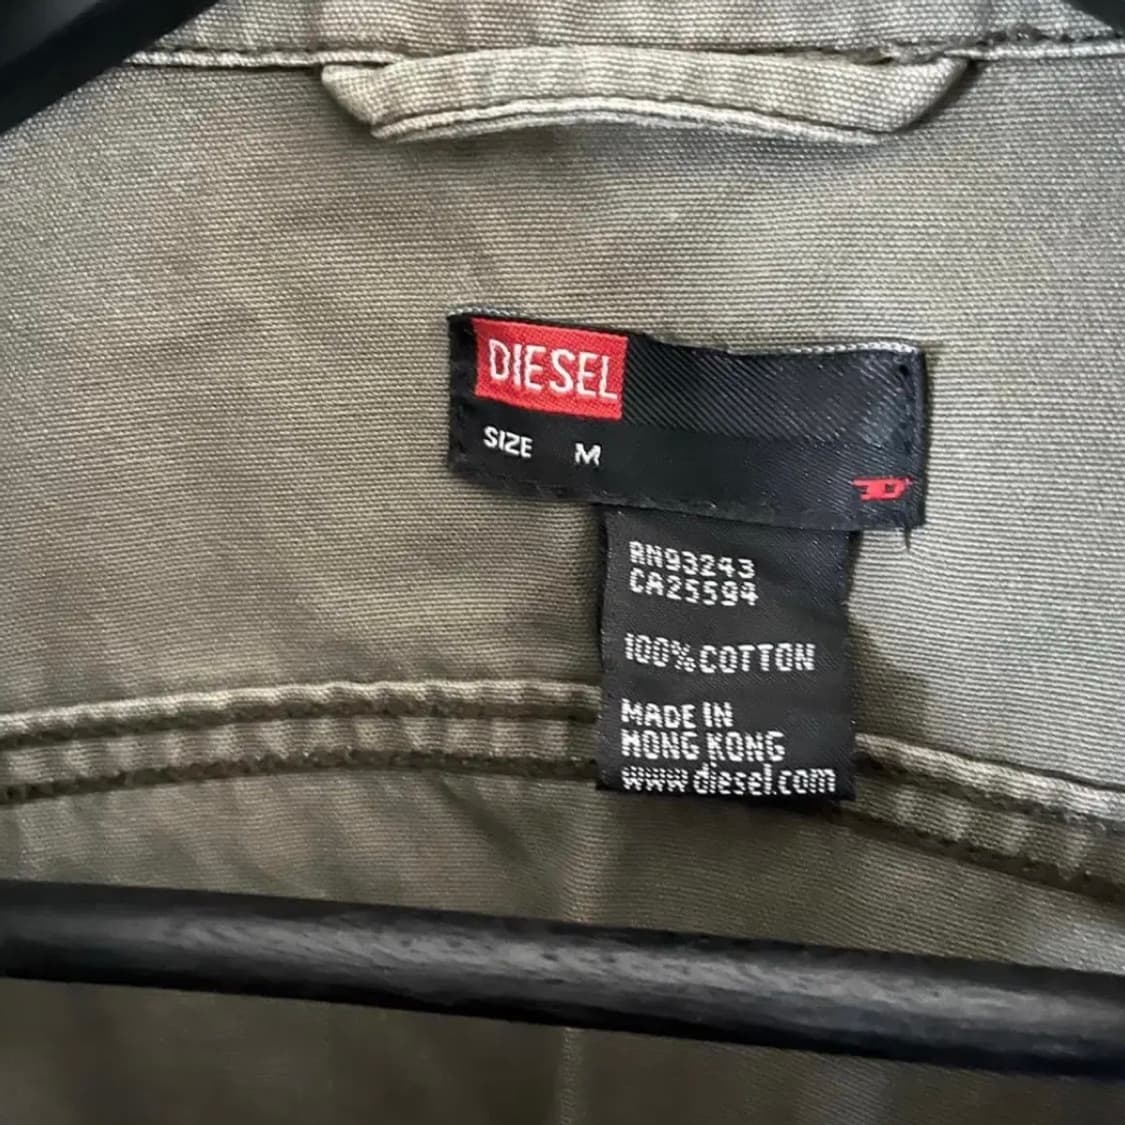 DIESEL
SIZE M
D
RN93243
CA25594
100% COTTON
MADE IN
HONG KONG
www.diesel.com